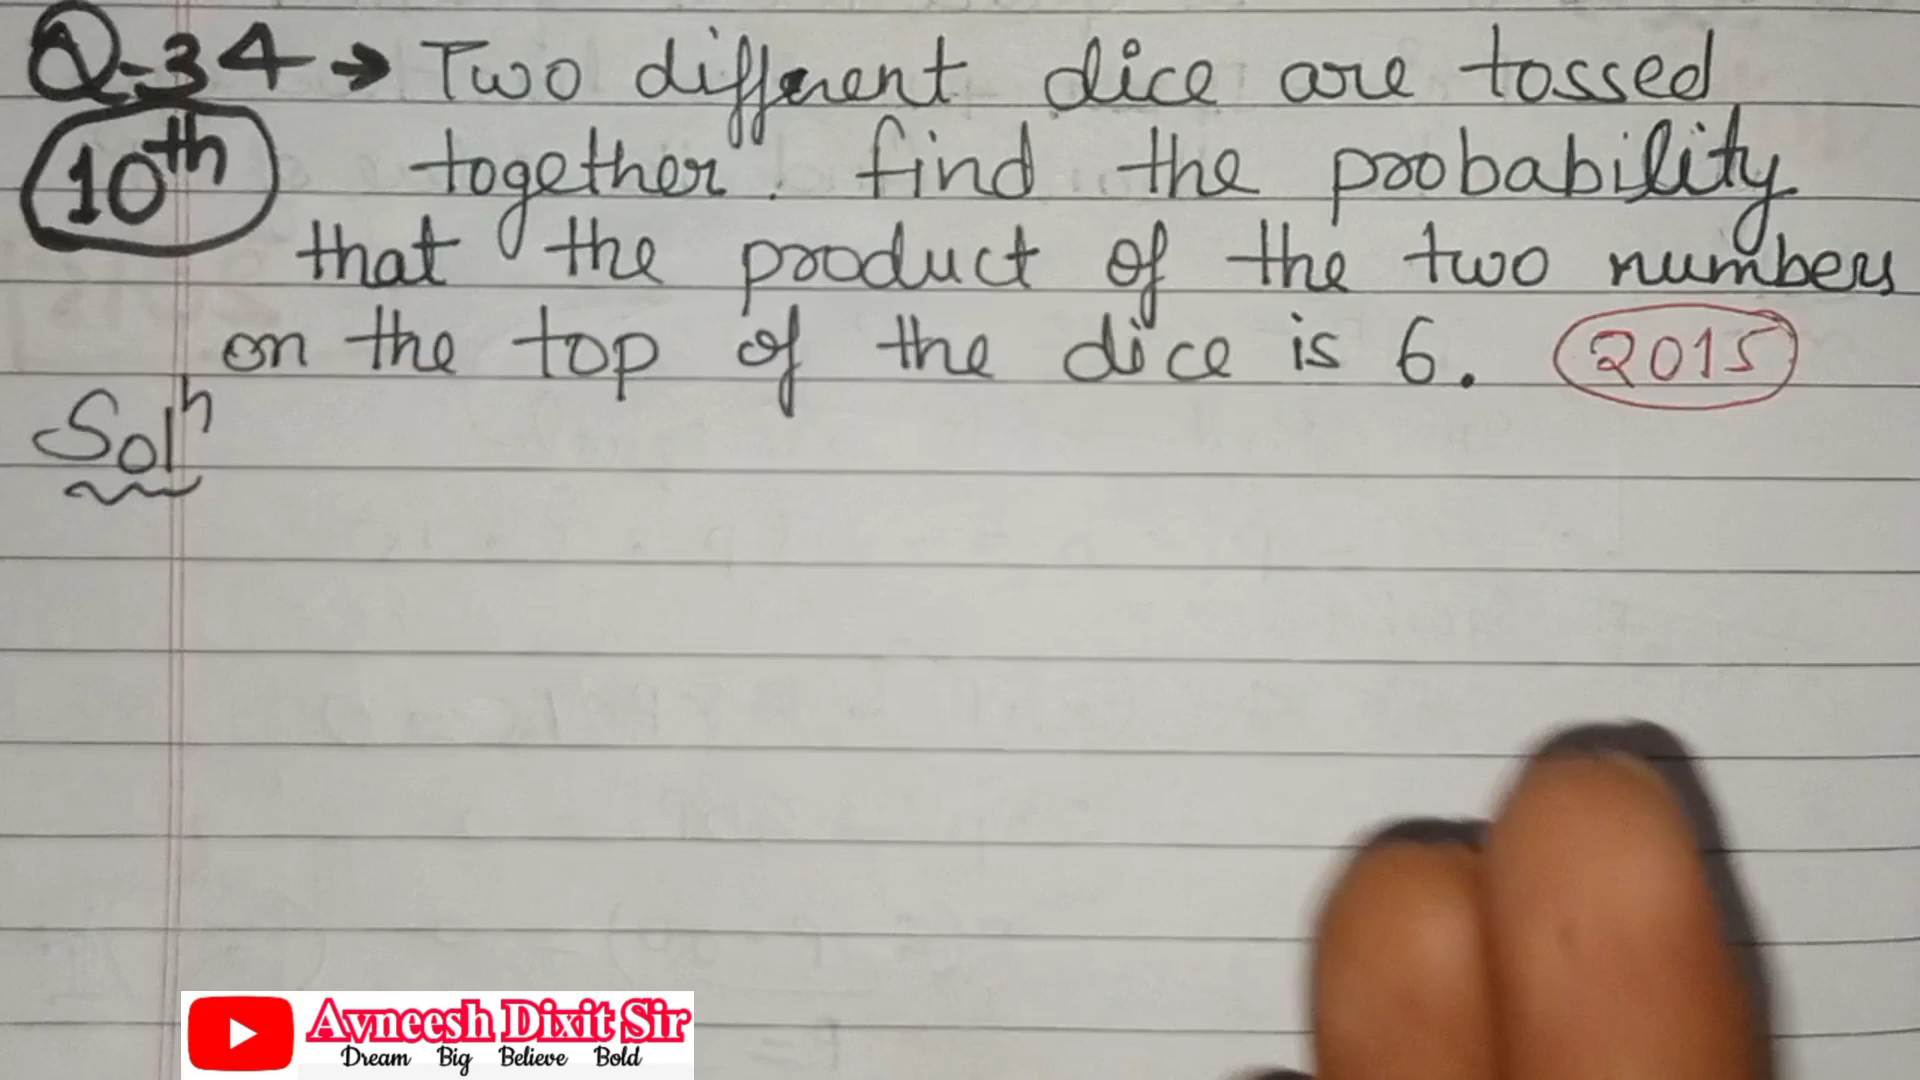 Q-34 → Two different dice are tossed
10th together. find the probability
that the product of the two numbers
on the top of the dice is 6. 2015
Solⁿ
Avneesh Dixit Sir
Dream Big Believe Bold